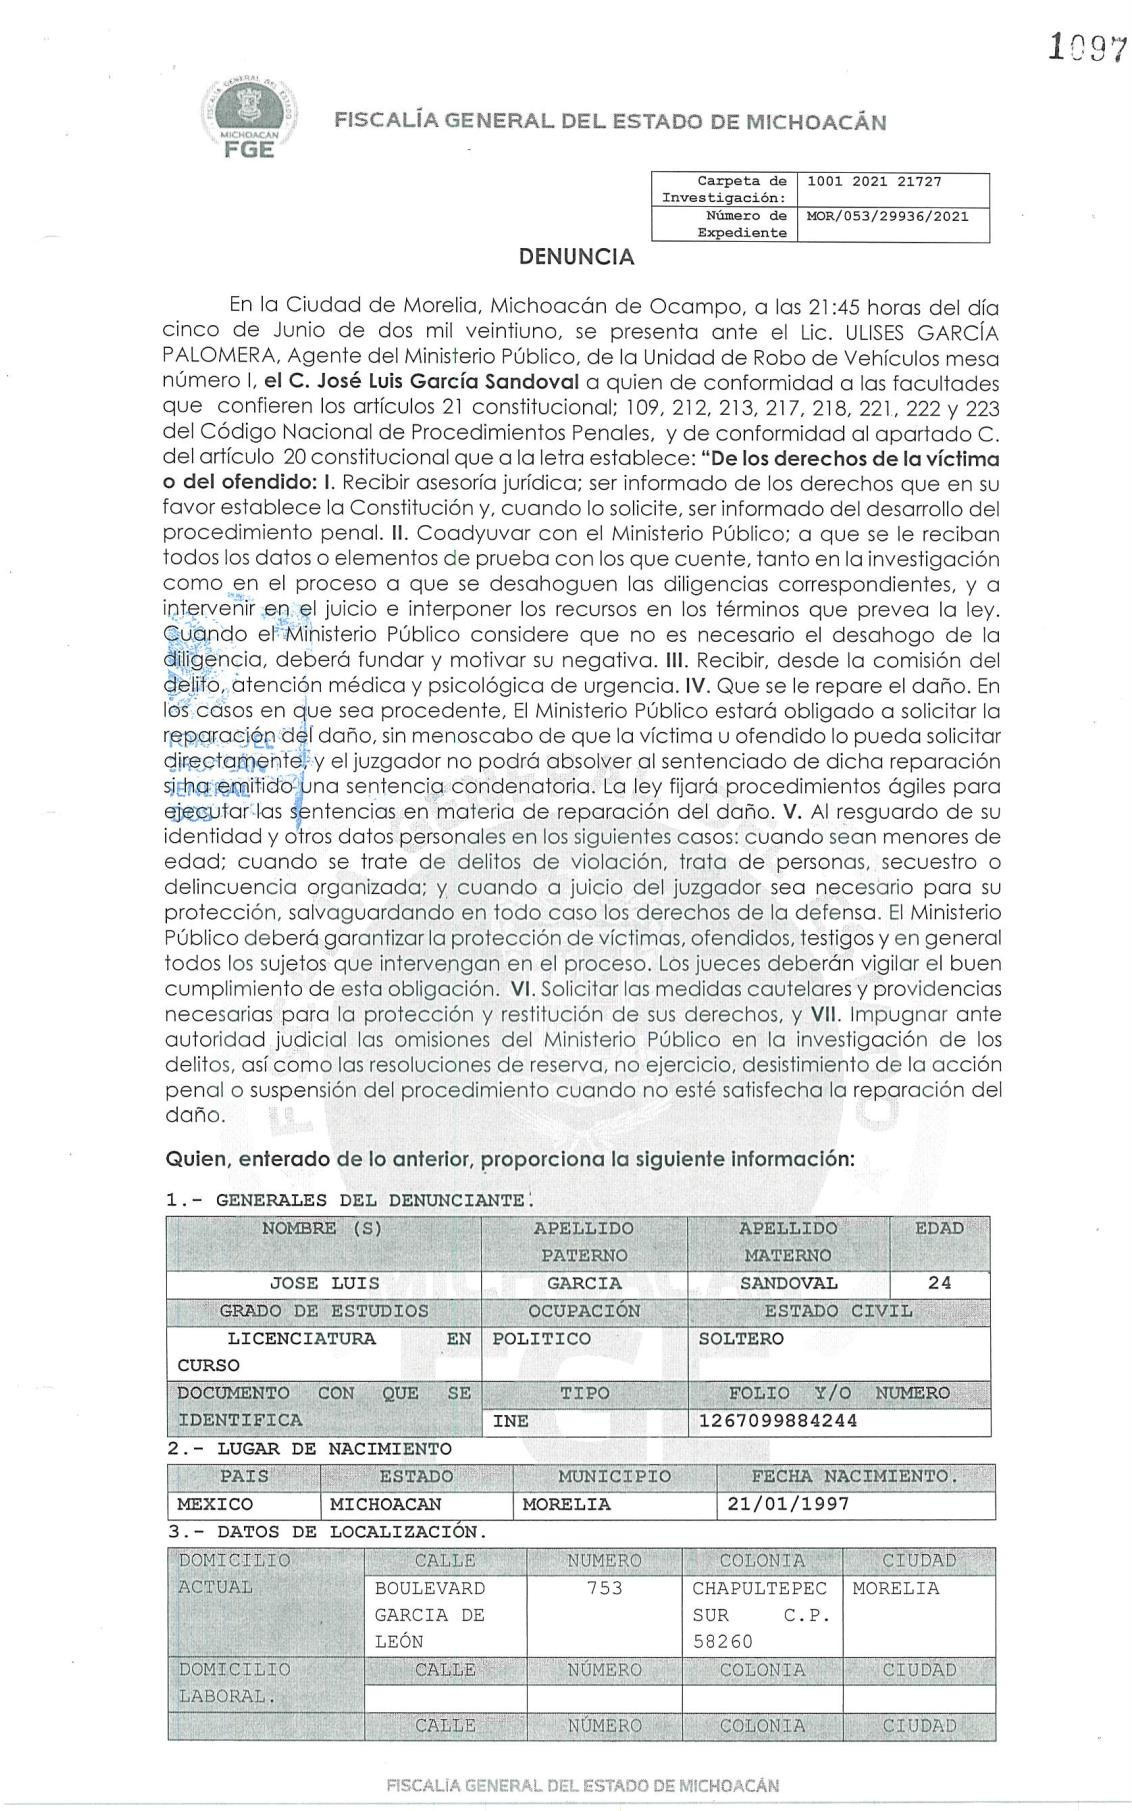 1097
FISCALÍA GENERAL DEL ESTADO DE MICHOACÁN
MICHOACÁN
FGE
Carpeta de Investigación: 1001 2021 21727
Número de Expediente MOR/053/29936/2021
DENUNCIA
En la Ciudad de Morelia, Michoacán de Ocampo, a las 21:45 horas del día
cinco de Junio de dos mil veintiuno, se presenta ante el Lic. ULISES GARCÍA
PALOMERA, Agente del Ministerio Público, de la Unidad de Robo de Vehículos mesa
número I, el C. José Luis García Sandoval a quien de conformidad a las facultades
que confieren los artículos 21 constitucional; 109, 212, 213, 217, 218, 221, 222 y 223
del Código Nacional de Procedimientos Penales, y de conformidad al apartado C.
del artículo 20 constitucional que a la letra establece: “De los derechos de la víctima
o del ofendido: I. Recibir asesoría jurídica; ser informado de los derechos que en su
favor establece la Constitución y, cuando lo solicite, ser informado del desarrollo del
procedimiento penal. II. Coadyuvar con el Ministerio Público; a que se le reciban
todos los datos o elementos de prueba con los que cuente, tanto en la investigación
como en el proceso a que se desahoguen las diligencias correspondientes, y a
intervenir en el juicio e interponer los recursos en los términos que prevea la ley.
Cuando el Ministerio Público considere que no es necesario el desahogo de la
diligencia, deberá fundar y motivar su negativa. III. Recibir, desde la comisión del
delito, atención médica y psicológica de urgencia. IV. Que se le repare el daño. En
los casos en que sea procedente, El Ministerio Público estará obligado a solicitar la
reparación del daño, sin menoscabo de que la víctima u ofendido lo pueda solicitar
directamente, y el juzgador no podrá absolver al sentenciado de dicha reparación
si ha emitido una sentencia condenatoria. La ley fijará procedimientos ágiles para
ejecutar las sentencias en materia de reparación del daño. V. Al resguardo de su
identidad y otros datos personales en los siguientes casos: cuando sean menores de
edad; cuando se trate de delitos de violación, trata de personas, secuestro o
delincuencia organizada; y cuando a juicio del juzgador sea necesario para su
protección, salvaguardando en todo caso los derechos de la defensa. El Ministerio
Público deberá garantizar la protección de víctimas, ofendidos, testigos y en general
todos los sujetos que intervengan en el proceso. Los jueces deberán vigilar el buen
cumplimiento de esta obligación. VI. Solicitar las medidas cautelares y providencias
necesarias para la protección y restitución de sus derechos, y VII. Impugnar ante
autoridad judicial las omisiones del Ministerio Público en la investigación de los
delitos, así como las resoluciones de reserva, no ejercicio, desistimiento de la acción
penal o suspensión del procedimiento cuando no esté satisfecha la reparación del
daño.
Quien, enterado de lo anterior, proporciona la siguiente información:
1.- GENERALES DEL DENUNCIANTE.
NOMBRE (S) APELLIDO PATERNO APELLIDO MATERNO EDAD
JOSE LUIS GARCIA SANDOVAL 24
GRADO DE ESTUDIOS OCUPACIÓN ESTADO CIVIL
LICENCIATURA EN CURSO POLITICO SOLTERO
DOCUMENTO CON QUE SE IDENTIFICA TIPO FOLIO Y/O NUMERO
INE 1267099884244
2.- LUGAR DE NACIMIENTO
PAIS ESTADO MUNICIPIO FECHA NACIMIENTO.
MEXICO MICHOACAN MORELIA 21/01/1997
3.- DATOS DE LOCALIZACIÓN.
DOMICILIO ACTUAL CALLE NUMERO COLONIA CIUDAD
BOULEVARD GARCIA DE LEÓN 753 CHAPULTEPEC SUR C.P. 58260 MORELIA
DOMICILIO LABORAL. CALLE NÚMERO COLONIA CIUDAD
CALLE NÚMERO COLONIA CIUDAD
FISCALÍA GENERAL DEL ESTADO DE MICHOACÁN